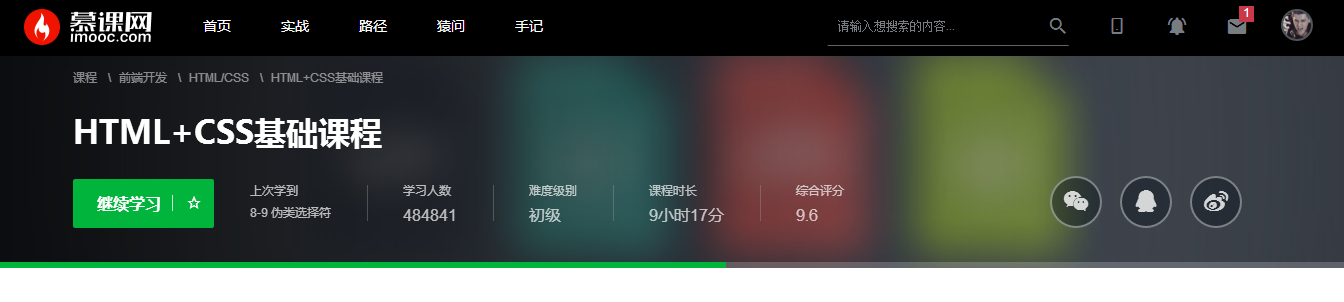 慕课网
imooc.com
首页 实战 路径 猿问 手记 请输入想搜索的内容... 1
课程 \ 前端开发 \ HTML/CSS \ HTML+CSS基础课程
HTML+CSS基础课程
继续学习
上次学到 学习人数 难度级别 课程时长 综合评分
8-9 伪类选择符 484841 初级 9小时17分 9.6